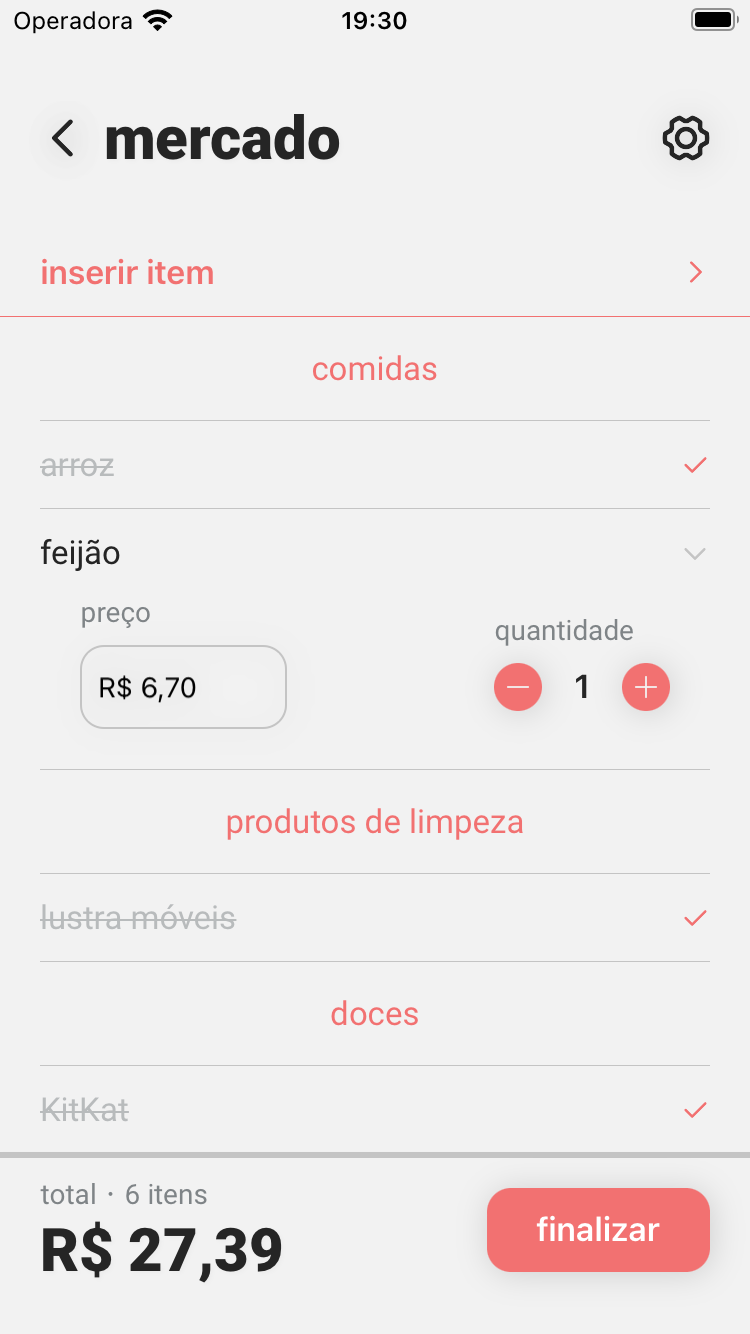 Operadora 19:30
mercado
inserir item
comidas
arroz
feijão
preço
quantidade
R$ 6,70
1
produtos de limpeza
lustra móveis
doces
KitKat
total · 6 itens
R$ 27,39
finalizar